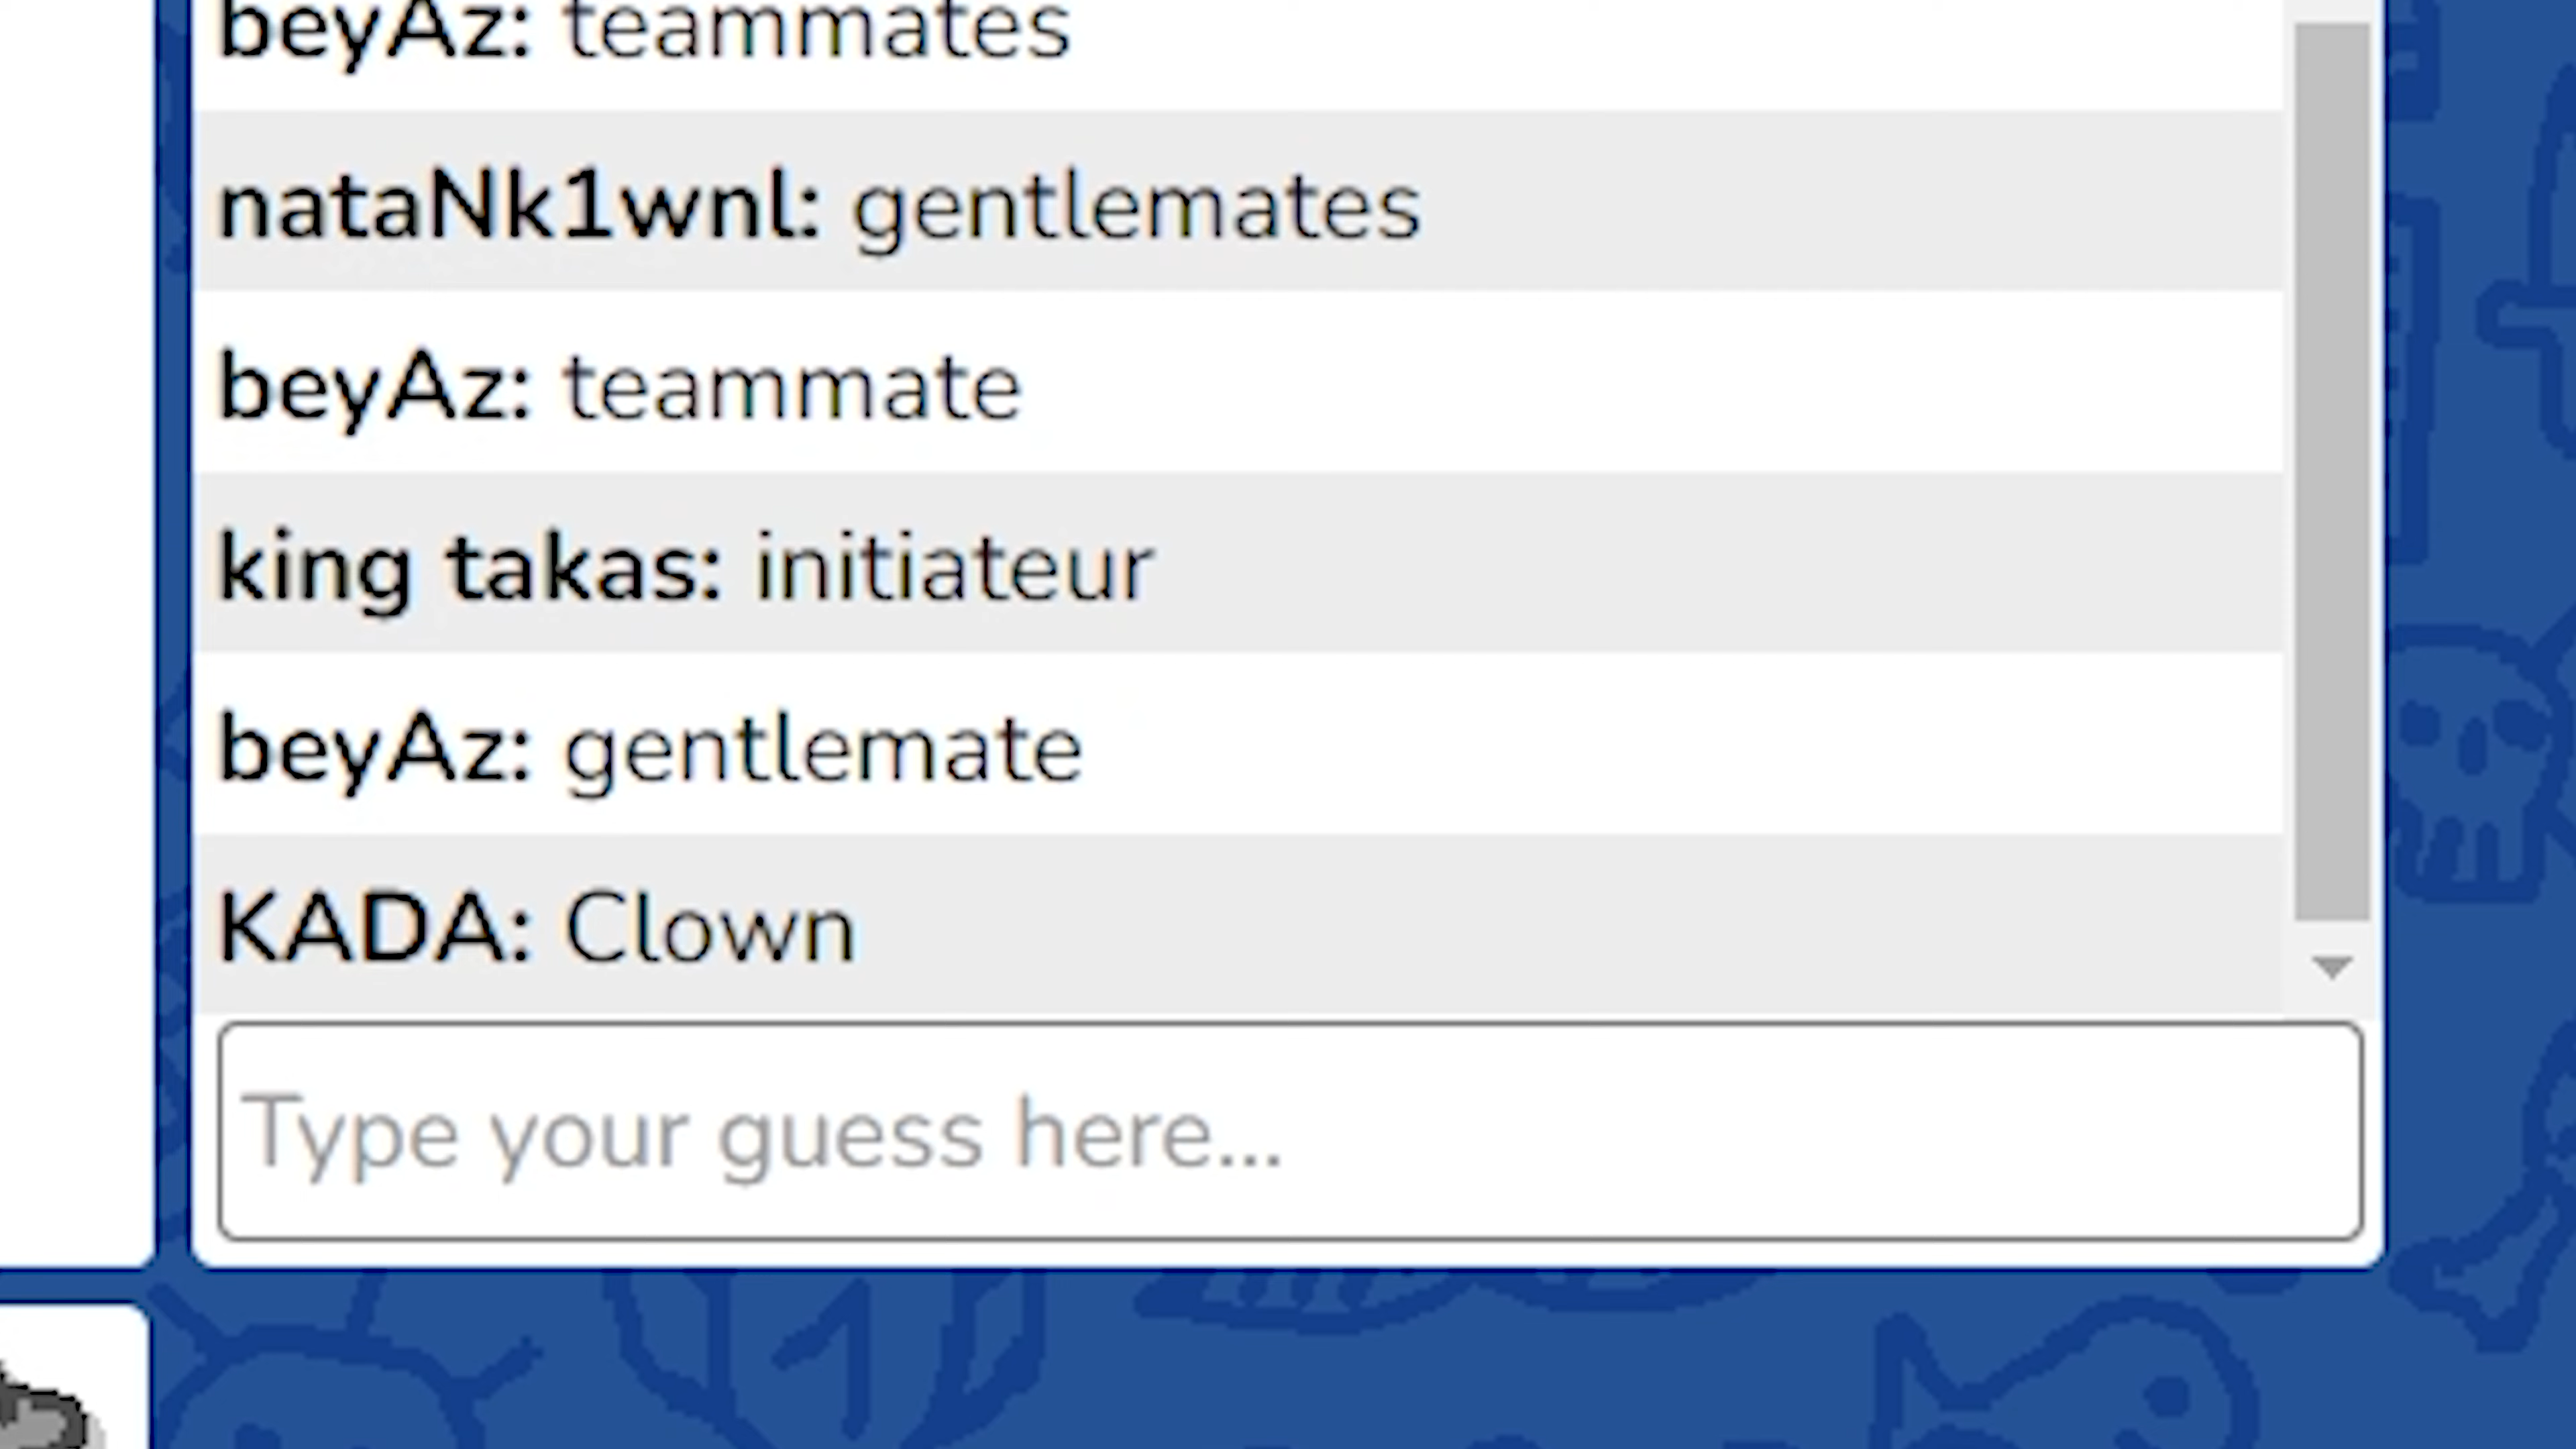 beyAz: teammates
nataNk1wnl: gentlemates
beyAz: teammate
king takas: initiateur
beyAz: gentlemate
KADA: Clown
Type your guess here...